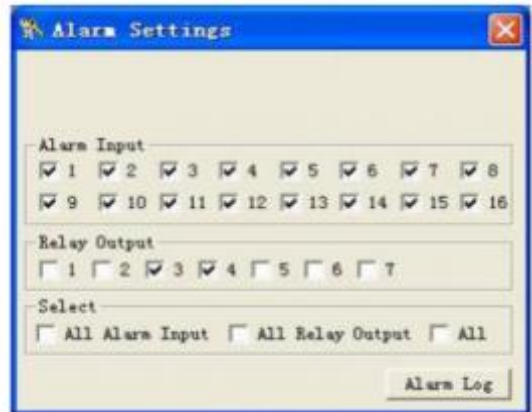 Alarm Settings
Alarm Input
1 2 3 4 5 6 7 8
9 10 11 12 13 14 15 16
Relay Output
1 2 3 4 5 6 7
Select
All Alarm Input All Relay Output All
Alarm Log